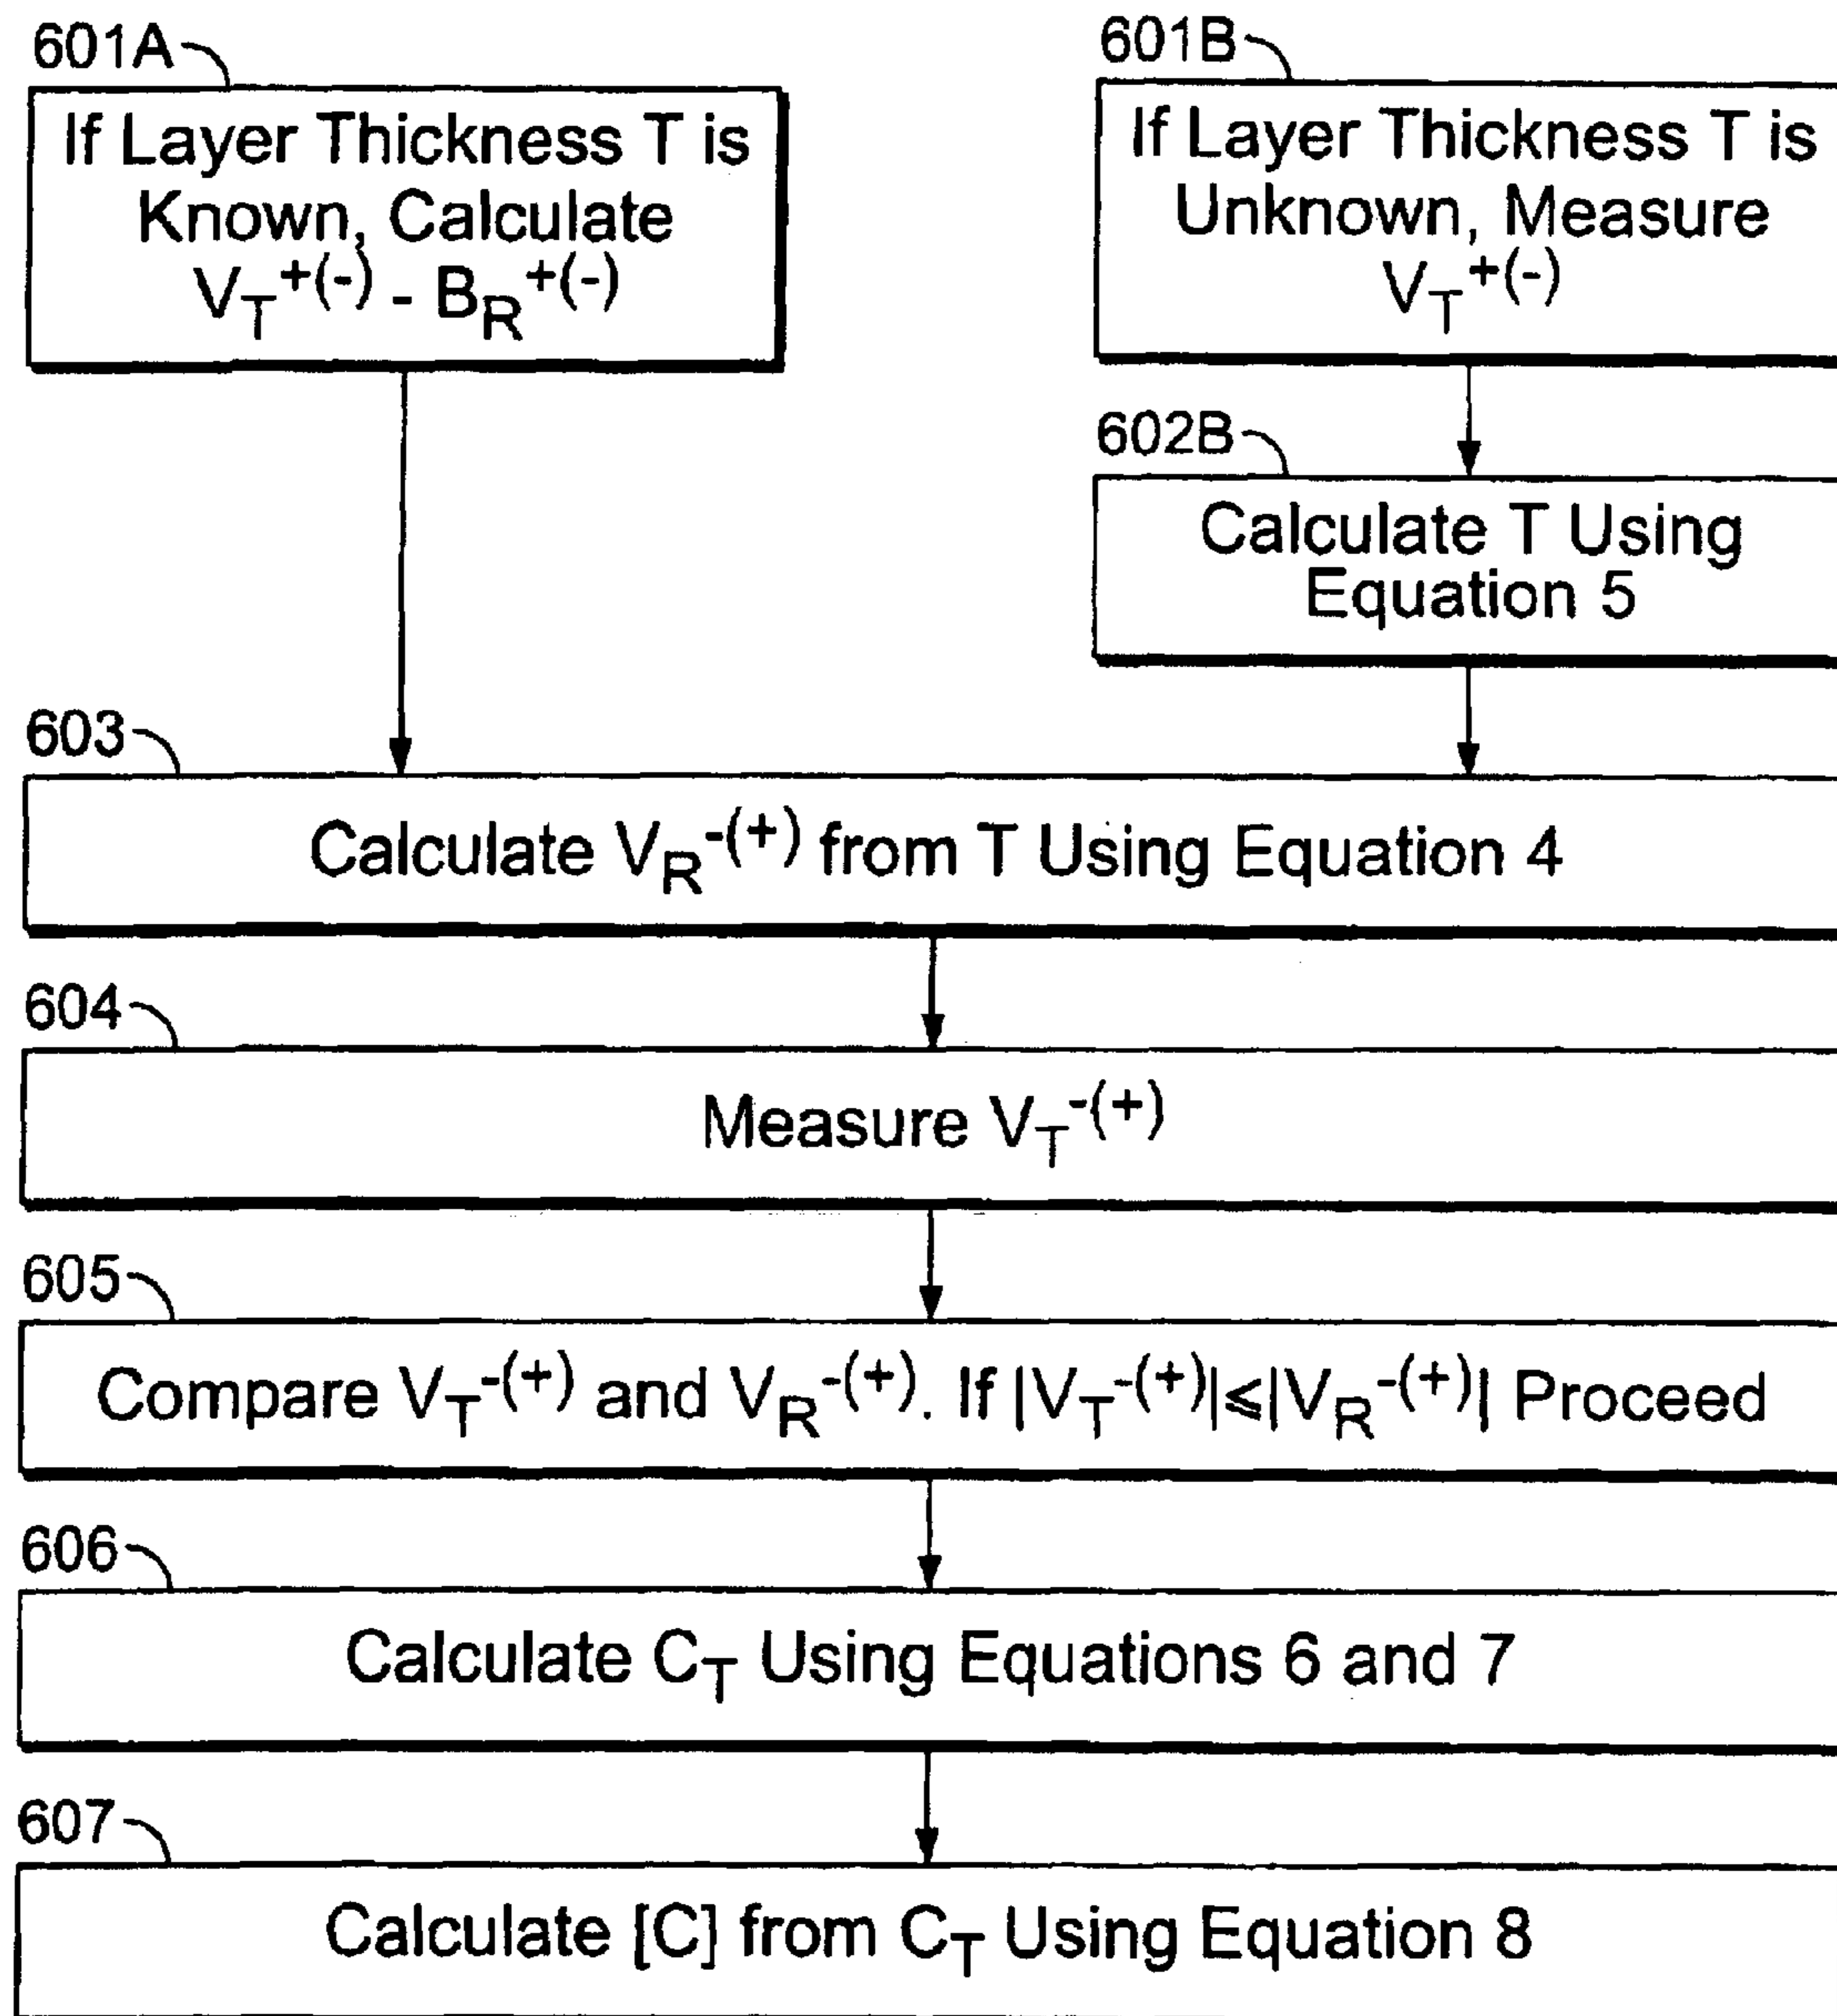 601A
If Layer Thickness T is
Known, Calculate
V_T^+(-) - B_R^+(-)
601B
If Layer Thickness T is
Unknown, Measure
V_T^+(-)
602B
Calculate T Using
Equation 5
603
Calculate V_R^-(+) from T Using Equation 4
604
Measure V_T^-(+)
605
Compare V_T^-(+) and V_R^-(+). If |V_T^-(+)|⩽|V_R^-(+)| Proceed
606
Calculate C_T Using Equations 6 and 7
607
Calculate [C] from C_T Using Equation 8